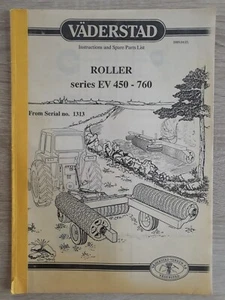 VÄDERSTAD
Instructions and Spare Parts List
ROLLER
series EV 450 - 760
From Serial no. 1313